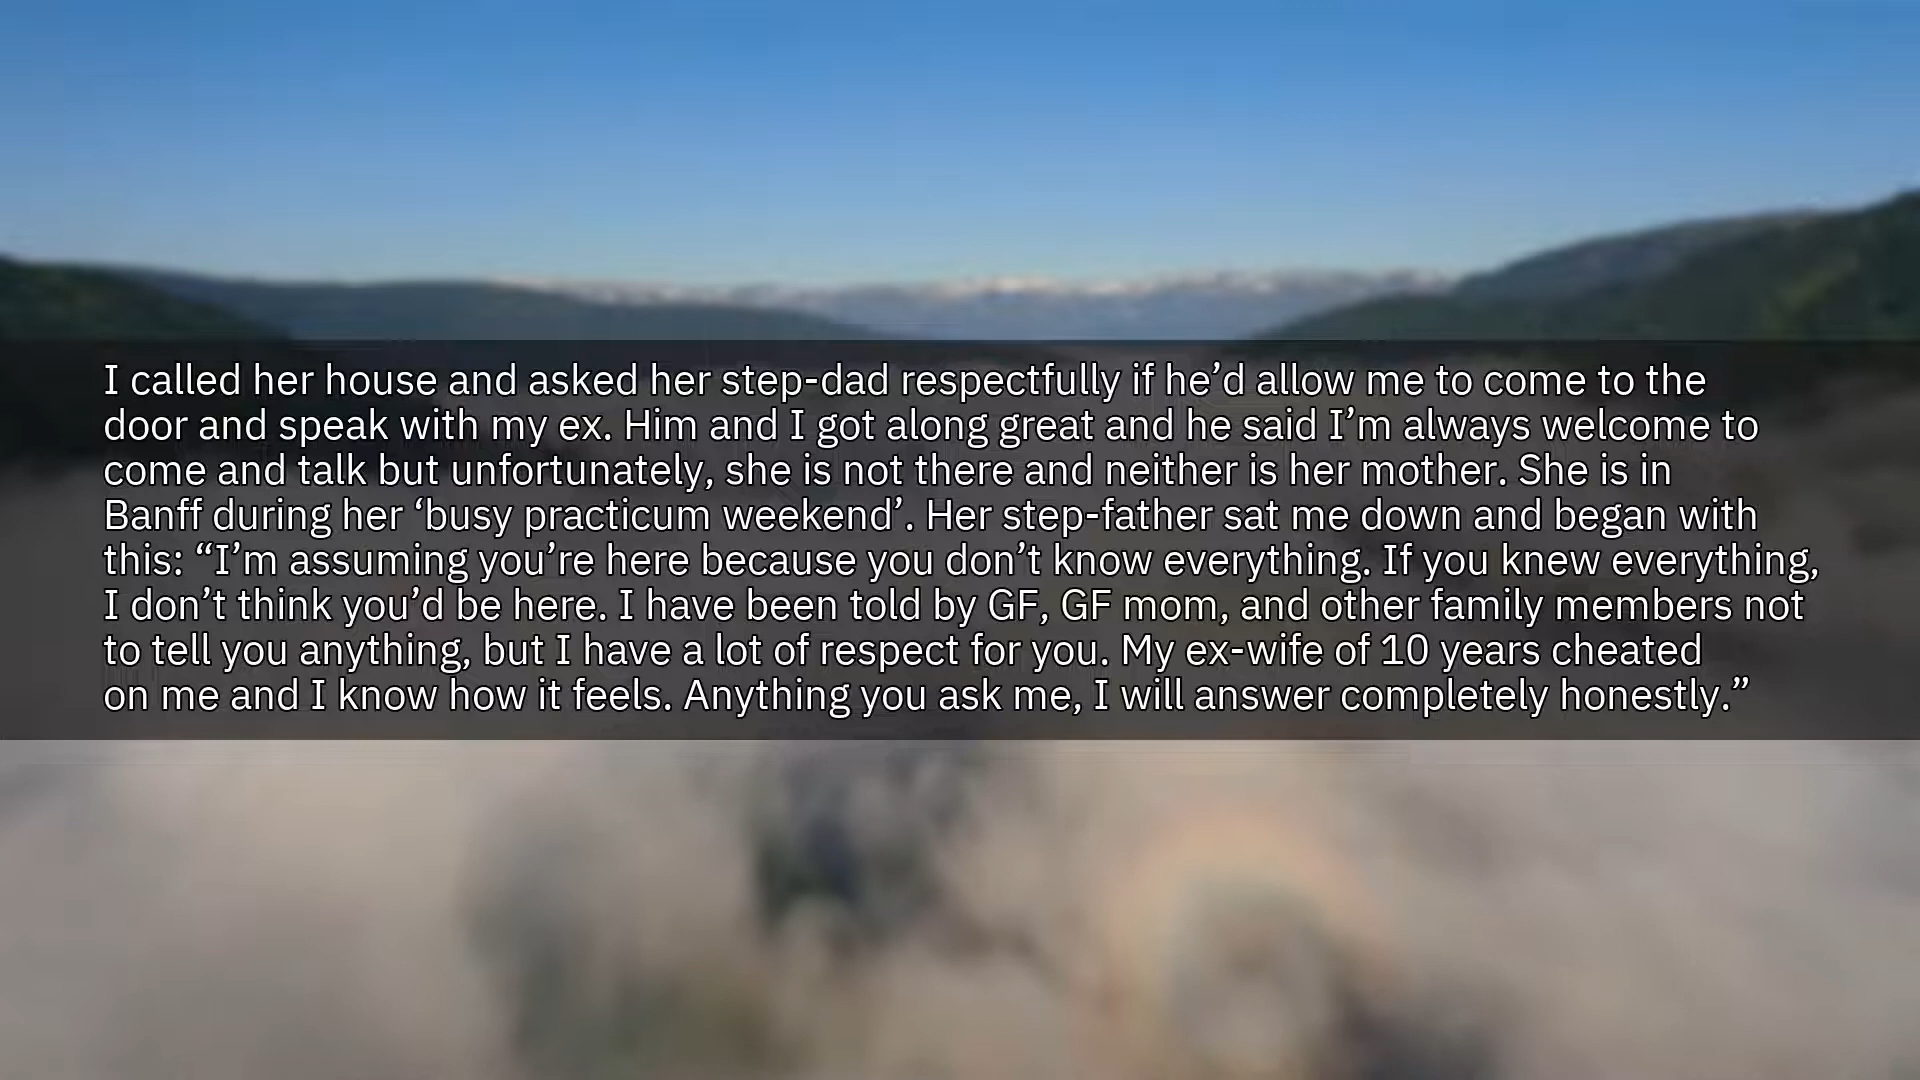 I called her house and asked her step-dad respectfully if he’d allow me to come to the
door and speak with my ex. Him and I got along great and he said I’m always welcome to
come and talk but unfortunately, she is not there and neither is her mother. She is in
Banff during her ‘busy practicum weekend’. Her step-father sat me down and began with
this: “I’m assuming you’re here because you don’t know everything. If you knew everything,
I don’t think you’d be here. I have been told by GF, GF mom, and other family members not
to tell you anything, but I have a lot of respect for you. My ex-wife of 10 years cheated
on me and I know how it feels. Anything you ask me, I will answer completely honestly.”